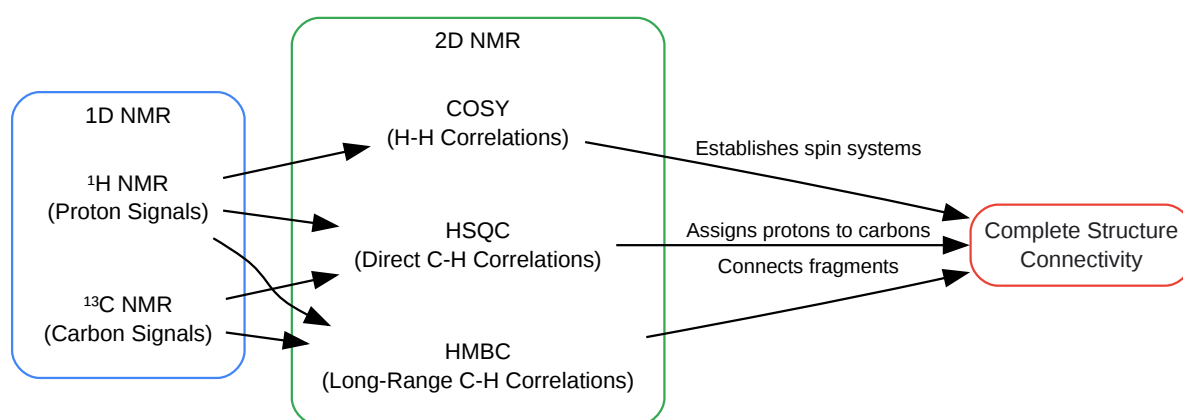 1D NMR
¹H NMR
(Proton Signals)
¹³C NMR
(Carbon Signals)
2D NMR
COSY
(H-H Correlations)
HSQC
(Direct C-H Correlations)
HMBC
(Long-Range C-H Correlations)
Establishes spin systems
Assigns protons to carbons
Connects fragments
Complete Structure
Connectivity